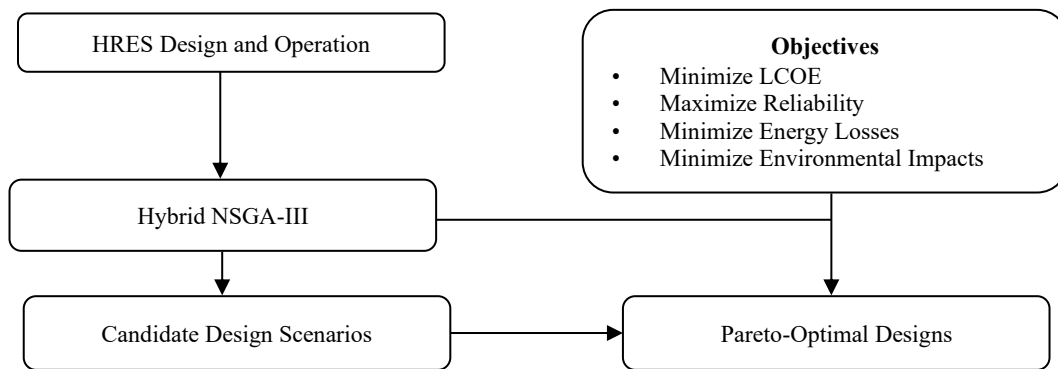 HRES Design and Operation
Objectives
• Minimize LCOE
• Maximize Reliability
• Minimize Energy Losses
• Minimize Environmental Impacts
Hybrid NSGA-III
Candidate Design Scenarios
Pareto-Optimal Designs